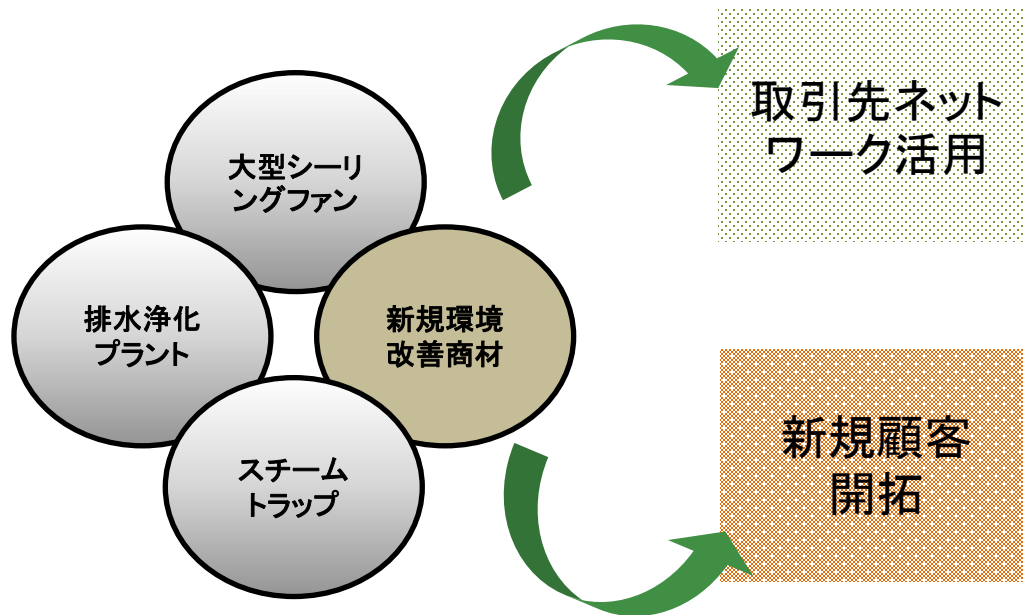 大型シーリ
ングファン
排水浄化
プラント
新規環境
改善商材
スチーム
トラップ
取引先ネット
ワーク活用
新規顧客
開拓